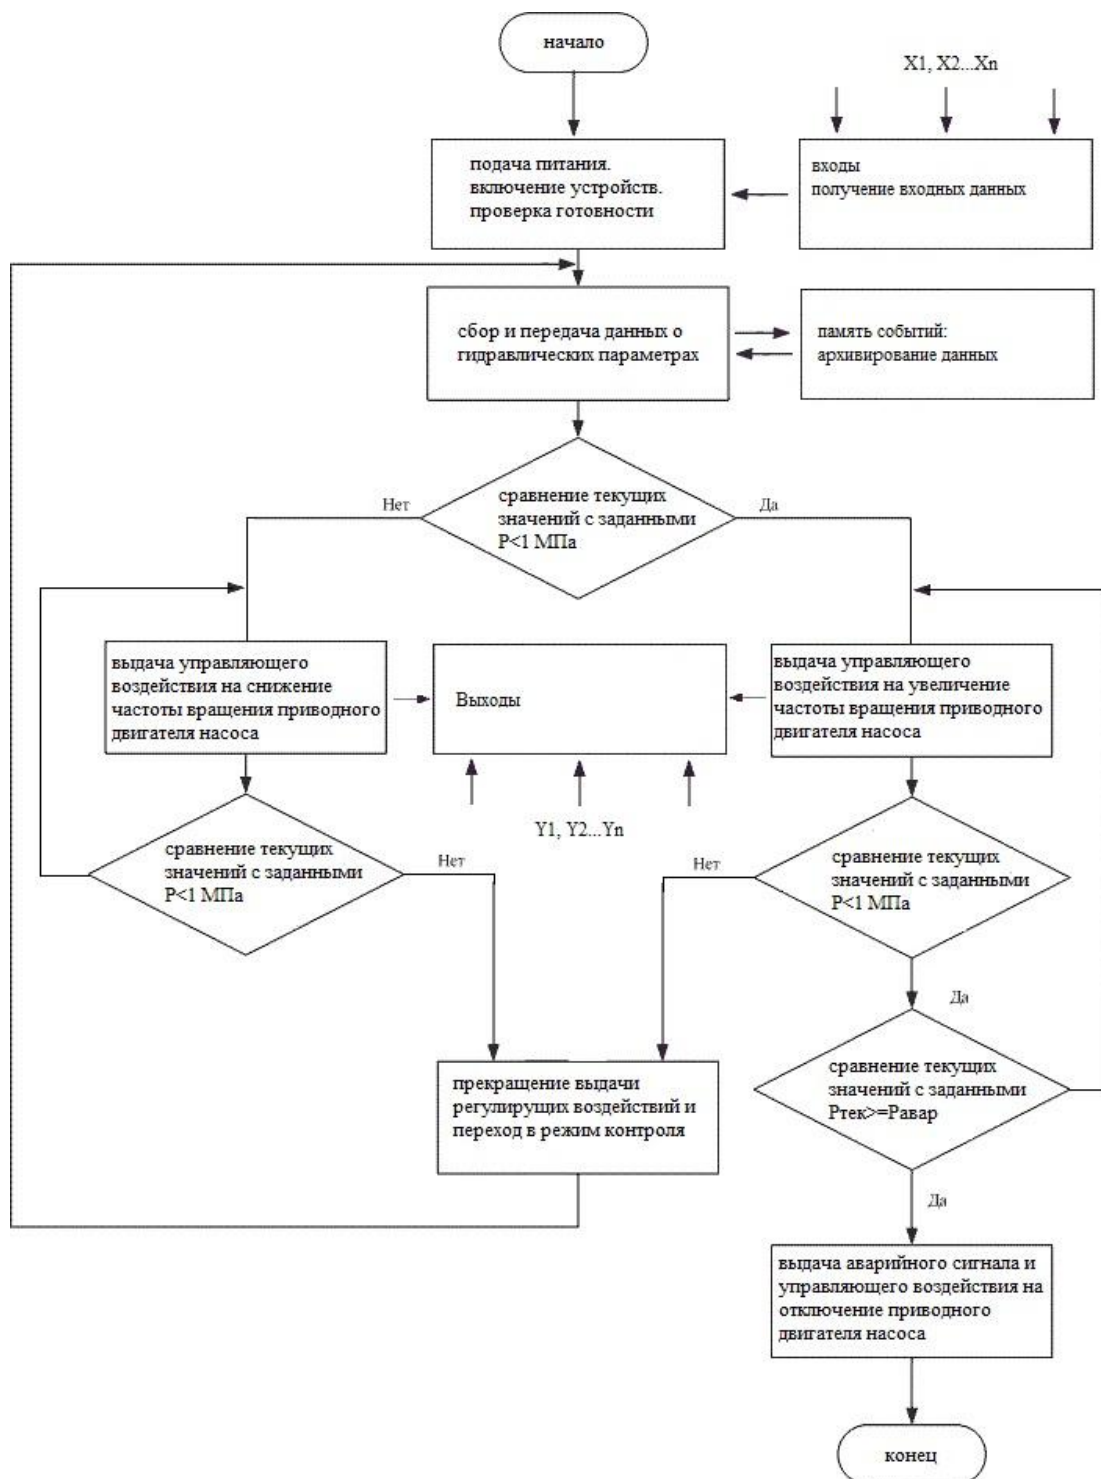 начало
X1, X2...Xn
подача питания.
включение устройств.
проверка готовности
входы
получение входных данных
сбор и передача данных о
гидравлических параметрах
память событий:
архивирование данных
Нет
сравнение текущих
значений с заданными
P<1 МПа
Да
выдача управляющего
воздействия на снижение
частоты вращения приводного
двигателя насоса
Выходы
выдача управляющего
воздействия на увеличение
частоты вращения приводного
двигателя насоса
Y1, Y2...Yn
сравнение текущих
значений с заданными
P<1 МПа
Нет
Нет
сравнение текущих
значений с заданными
P<1 МПа
Да
прекращение выдачи
регулирущих воздействий и
переход в режим контроля
сравнение текущих
значений с заданными
Pтек>=Pавар
Да
выдача аварийного сигнала и
управляющего воздействия на
отключение приводного
двигателя насоса
конец